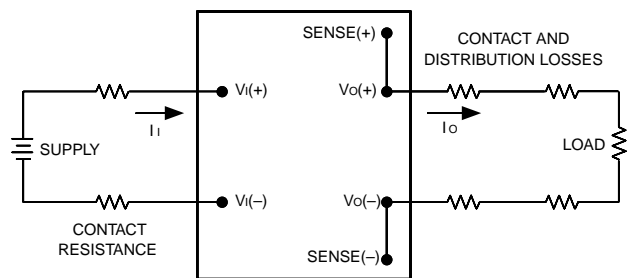 SENSE(+)
CONTACT AND
DISTRIBUTION LOSSES
VI(+)
VO(+)
II
IO
SUPPLY
LOAD
VI(–)
VO(–)
CONTACT
RESISTANCE
SENSE(–)